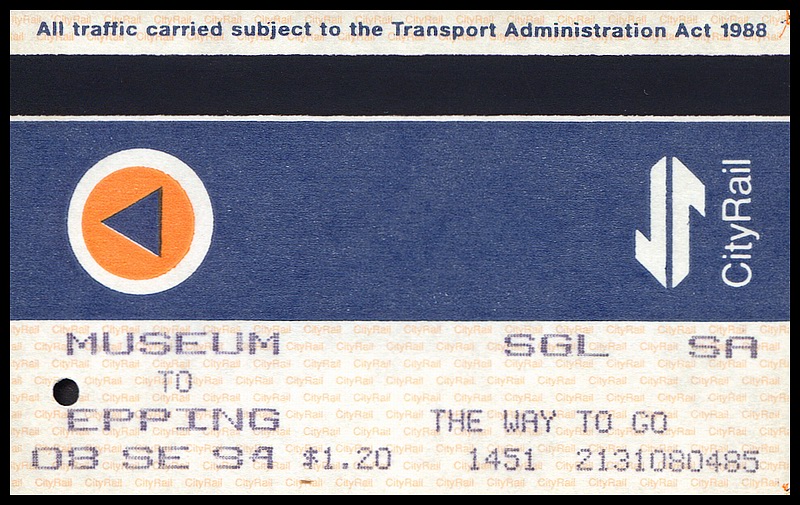 All traffic carried subject to the Transport Administration Act 1988
CityRail
MUSEUM SGL SA
TO
EPPING THE WAY TO GO
08 SE 94 $1.20 1451 2131080485